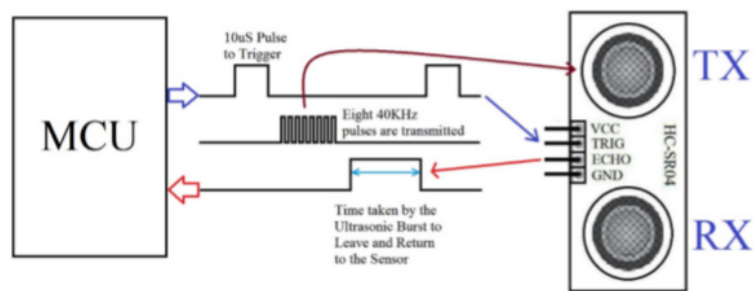 MCU
10uS Pulse
to Trigger
Eight 40KHz
pulses are transmitted
Time taken by the
Ultrasonic Burst to
Leave and Return
to the Sensor
VCC
TRIG
ECHO
GND
HC-SR04
TX
RX